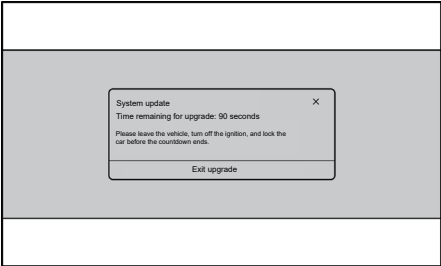 System update
Time remaining for upgrade: 90 seconds
Please leave the vehicle, turn off the ignition, and lock the
car before the countdown ends.
Exit upgrade